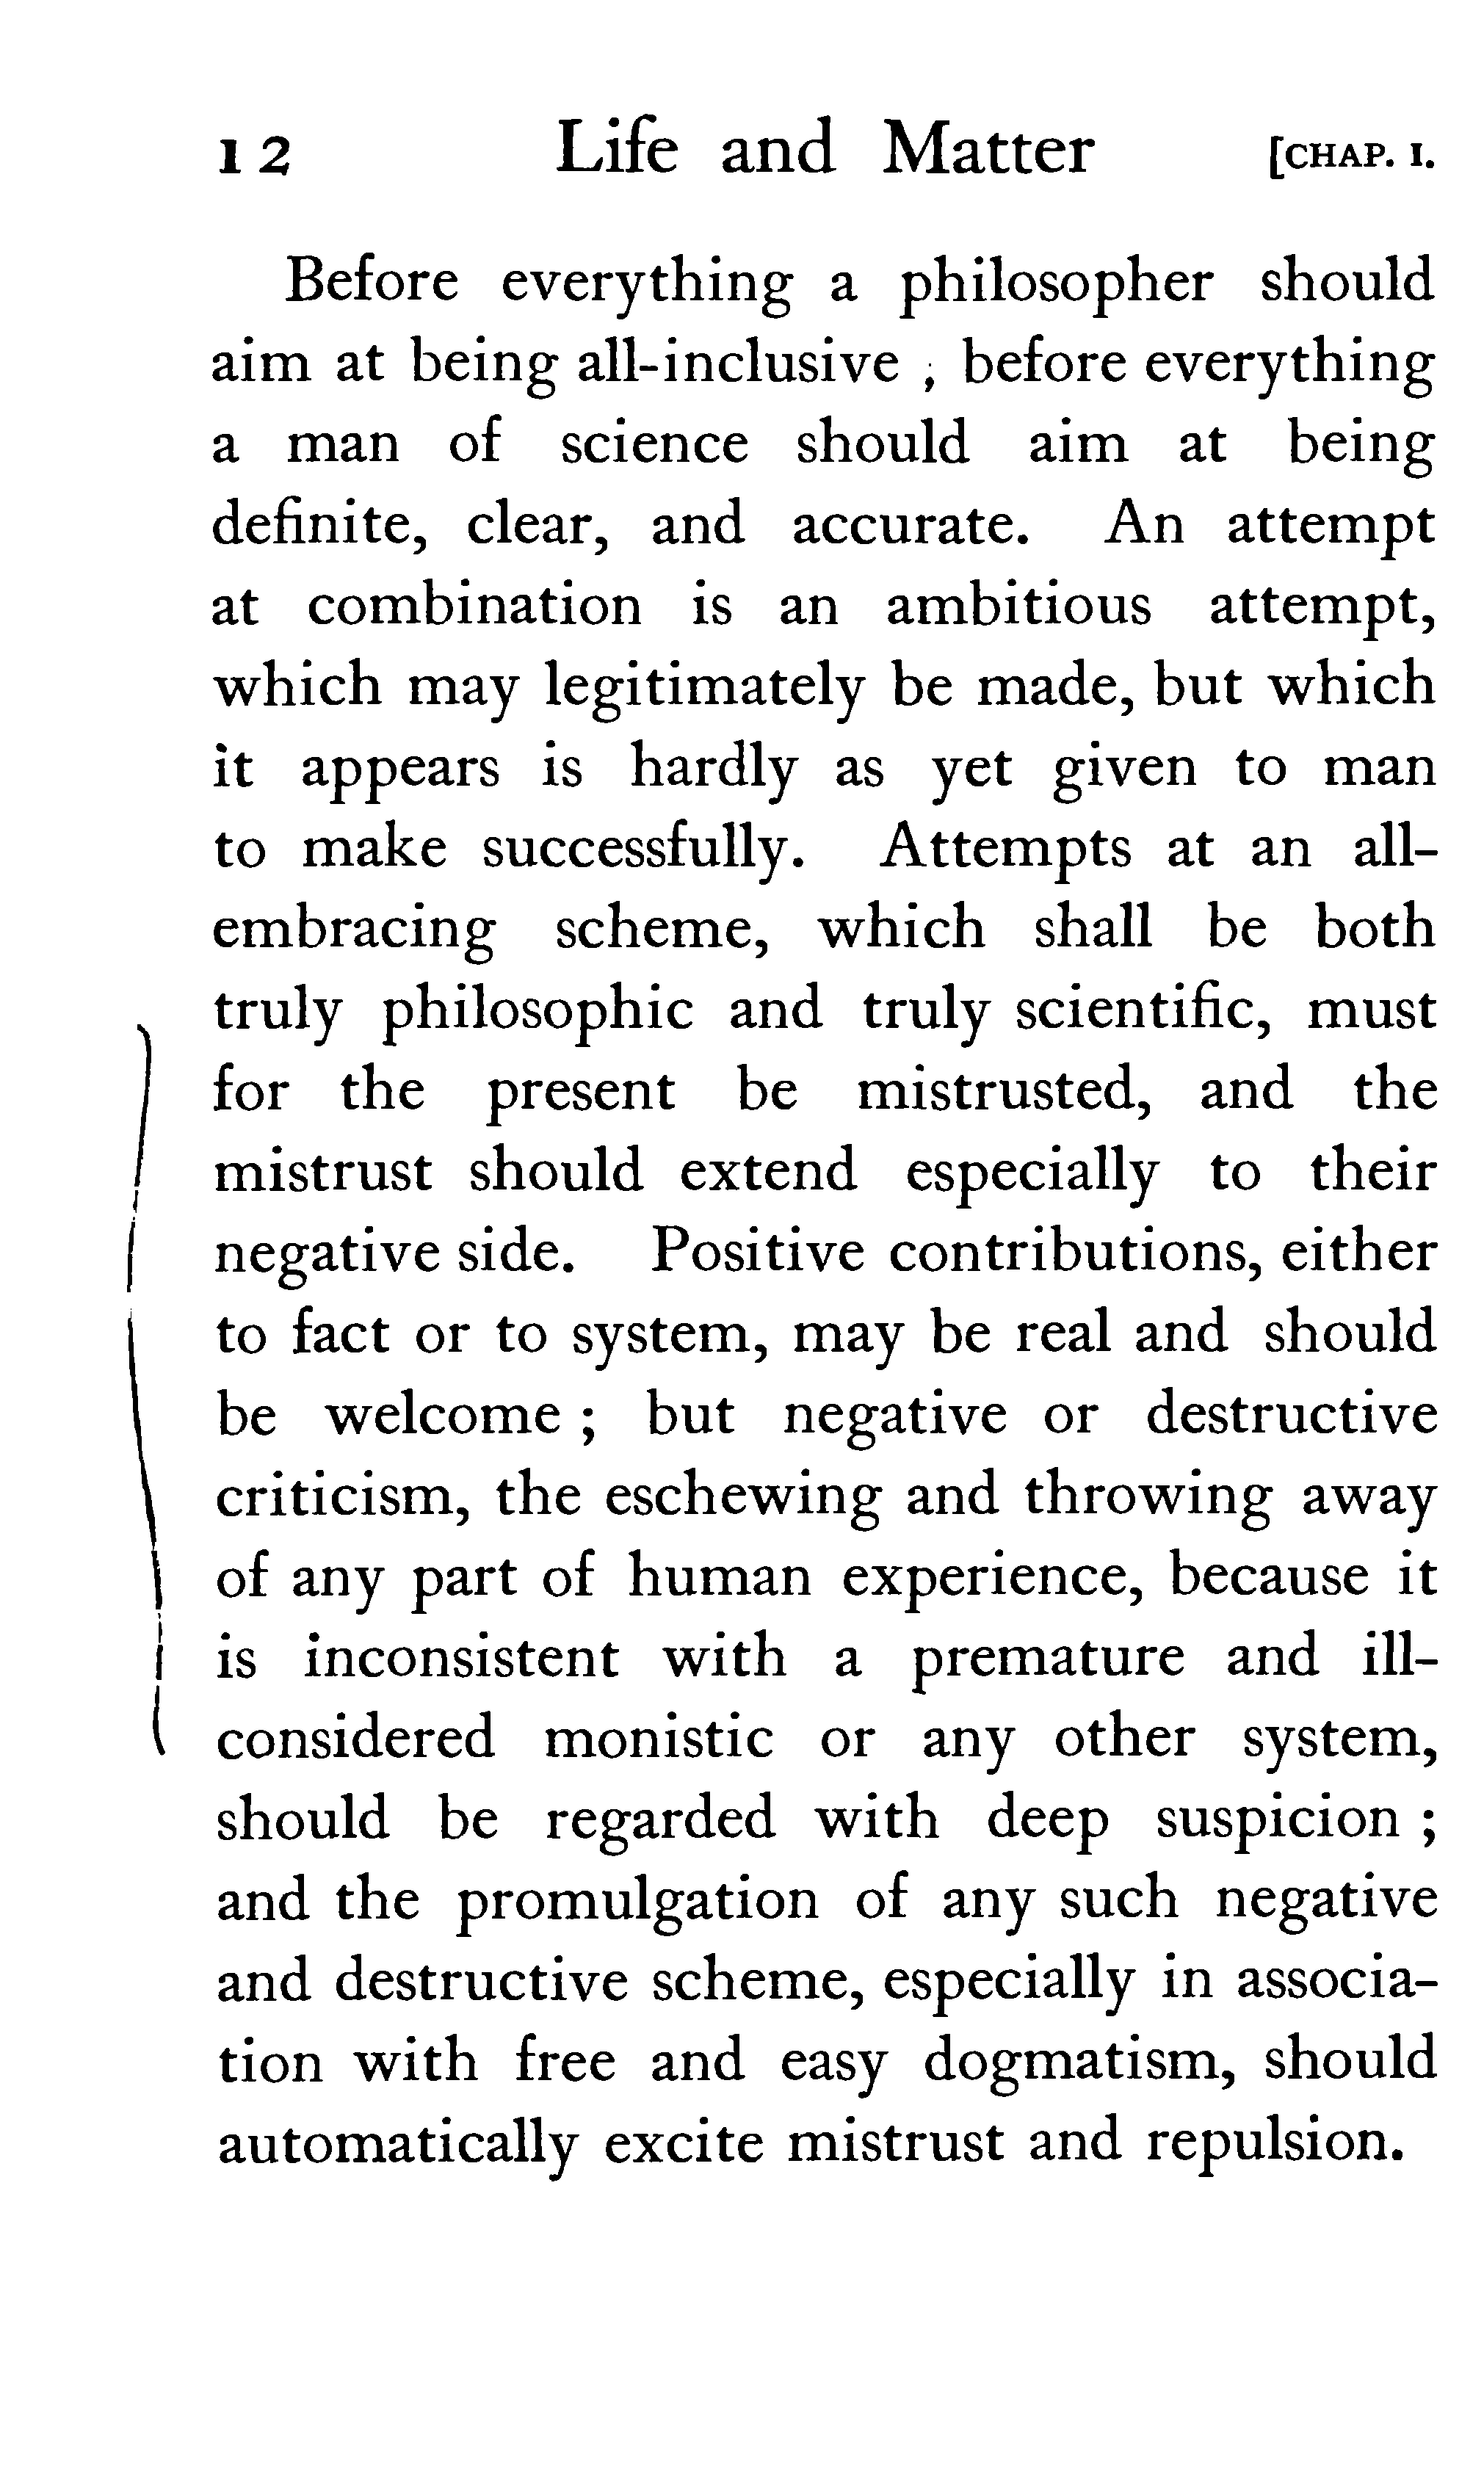 12 Life and Matter [CHAP. I.
Before everything a philosopher should
aim at being all-inclusive ; before everything
a man of science should aim at being
definite, clear, and accurate. An attempt
at combination is an ambitious attempt,
which may legitimately be made, but which
it appears is hardly as yet given to man
to make successfully. Attempts at an all-
embracing scheme, which shall be both
truly philosophic and truly scientific, must
for the present be mistrusted, and the
mistrust should extend especially to their
negative side. Positive contributions, either
to fact or to system, may be real and should
be welcome ; but negative or destructive
criticism, the eschewing and throwing away
of any part of human experience, because it
is inconsistent with a premature and ill-
considered monistic or any other system,
should be regarded with deep suspicion ;
and the promulgation of any such negative
and destructive scheme, especially in associa-
tion with free and easy dogmatism, should
automatically excite mistrust and repulsion.